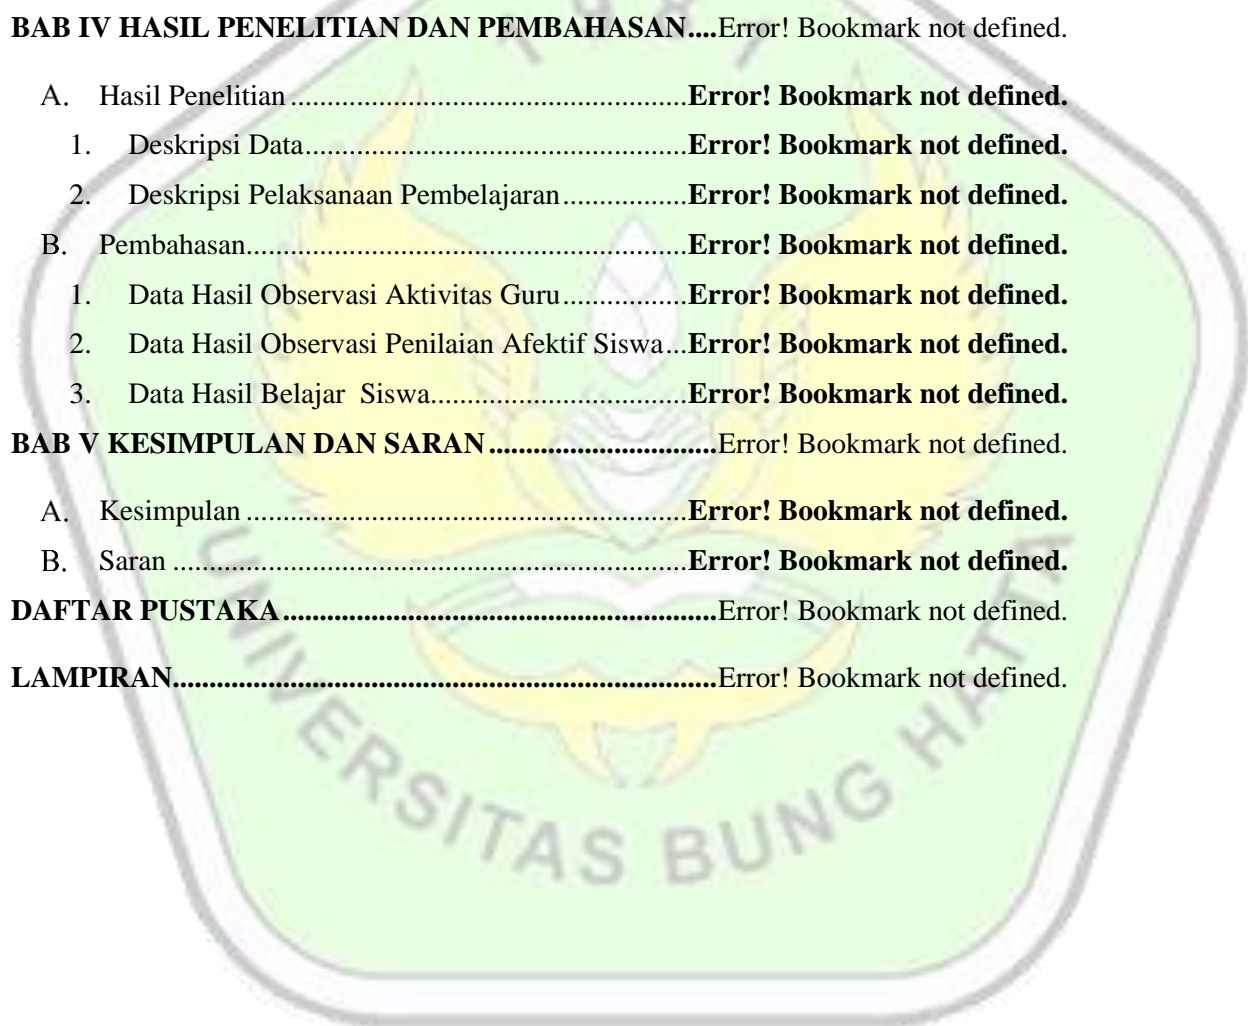 1981
BAB IV HASIL PENELITIAN DAN PEMBAHASAN....Error! Bookmark not defined.
A. Hasil Penelitian ......................................................Error! Bookmark not defined.
1. Deskripsi Data....................................................Error! Bookmark not defined.
2. Deskripsi Pelaksanaan Pembelajaran.................Error! Bookmark not defined.
B. Pembahasan............................................................Error! Bookmark not defined.
1. Data Hasil Observasi Aktivitas Guru.................Error! Bookmark not defined.
2. Data Hasil Observasi Penilaian Afektif Siswa...Error! Bookmark not defined.
3. Data Hasil Belajar  Siswa...................................Error! Bookmark not defined.
BAB V KESIMPULAN DAN SARAN ...............................Error! Bookmark not defined.
A. Kesimpulan ............................................................Error! Bookmark not defined.
B. Saran ......................................................................Error! Bookmark not defined.
DAFTAR PUSTAKA ...........................................................Error! Bookmark not defined.
LAMPIRAN..........................................................................Error! Bookmark not defined.
UNIVERSITAS BUNG HATTA